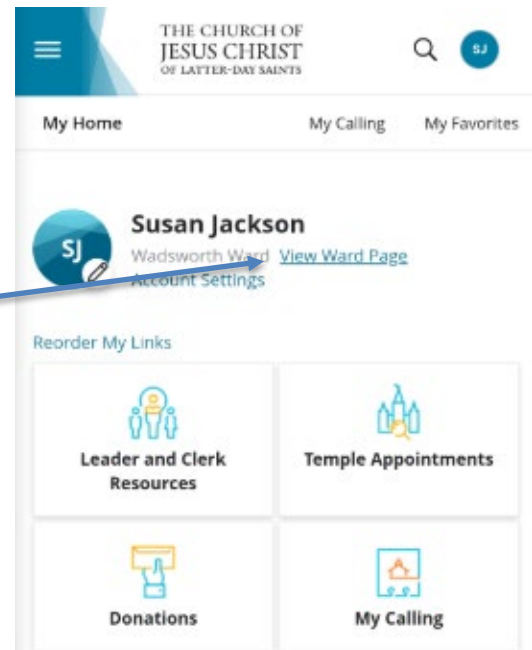 THE CHURCH OF
JESUS CHRIST
OF LATTER-DAY SAINTS
SJ
My Home
My Calling
My Favorites
Susan Jackson
SJ
Wadsworth Ward View Ward Page
Account Settings
Reorder My Links
Leader and Clerk
Resources
Temple Appointments
Donations
My Calling